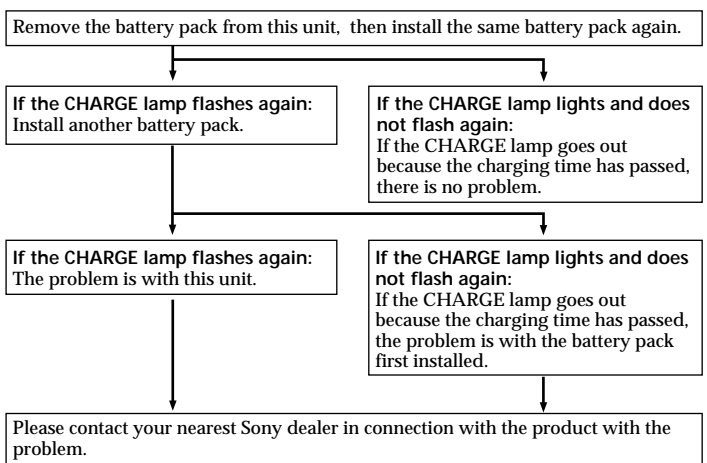 Remove the battery pack from this unit, then install the same battery pack again.
If the CHARGE lamp flashes again:
Install another battery pack.
If the CHARGE lamp lights and does
not flash again:
If the CHARGE lamp goes out
because the charging time has passed,
there is no problem.
If the CHARGE lamp flashes again:
The problem is with this unit.
If the CHARGE lamp lights and does
not flash again:
If the CHARGE lamp goes out
because the charging time has passed,
the problem is with the battery pack
first installed.
Please contact your nearest Sony dealer in connection with the product with the
problem.